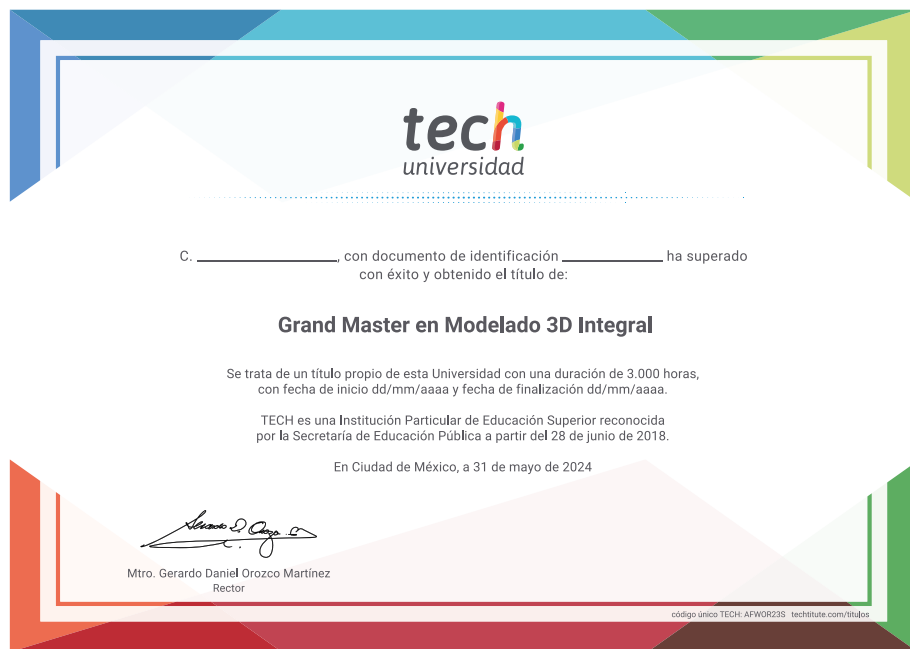 tech
universidad
C. ____________, con documento de identificación ____________ ha superado
con éxito y obtenido el título de:
Grand Master en Modelado 3D Integral
Se trata de un título propio de esta Universidad con una duración de 3.000 horas,
con fecha de inicio dd/mm/aaaa y fecha de finalización dd/mm/aaaa.
TECH es una Institución Particular de Educación Superior reconocida
por la Secretaría de Educación Pública a partir del 28 de junio de 2018.
En Ciudad de México, a 31 de mayo de 2024
Mtro. Gerardo Daniel Orozco Martínez
Rector
código único TECH: AFWOR23S techtitute.com/titulos